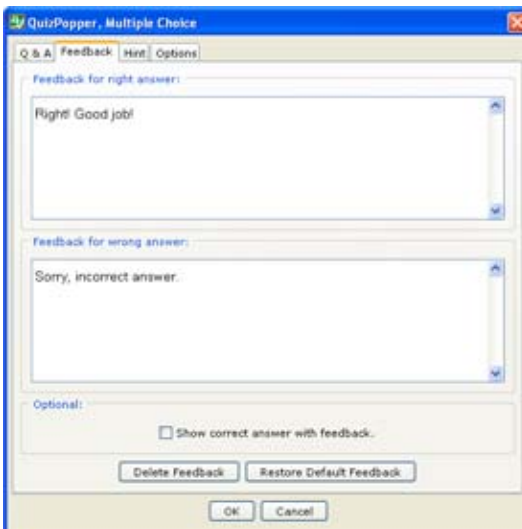 QuizPopper, Multiple Choice
Q & A Feedback Hint Options
Feedback for right answer:
Right! Good job!
Feedback for wrong answer:
Sorry, incorrect answer.
Optional:
Show correct answer with feedback.
Delete Feedback Restore Default Feedback
OK Cancel